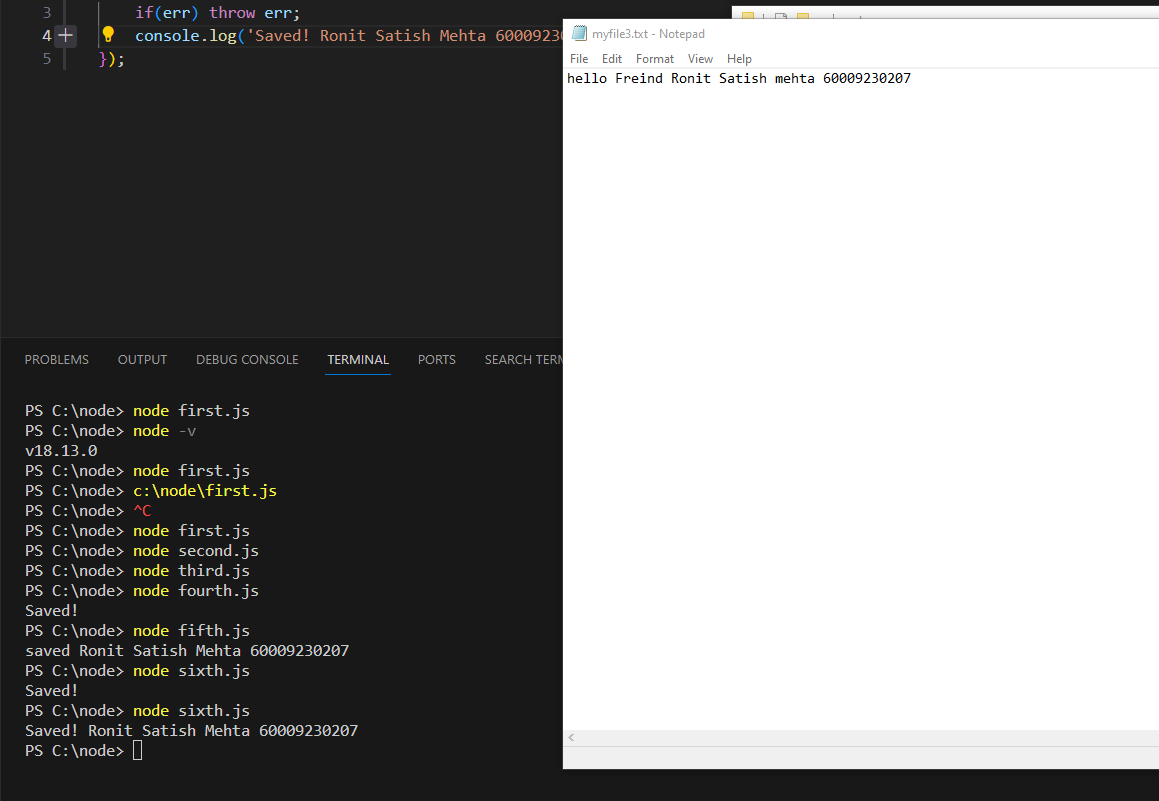 3 if(err) throw err;
4 console.log('Saved! Ronit Satish Mehta 6000923
5 });
PROBLEMS OUTPUT DEBUG CONSOLE TERMINAL PORTS SEARCH TERM
PS C:\node> node first.js
PS C:\node> node -v
v18.13.0
PS C:\node> node first.js
PS C:\node> c:\node\first.js
PS C:\node> ^C
PS C:\node> node first.js
PS C:\node> node second.js
PS C:\node> node third.js
PS C:\node> node fourth.js
Saved!
PS C:\node> node fifth.js
saved Ronit Satish Mehta 60009230207
PS C:\node> node sixth.js
Saved!
PS C:\node> node sixth.js
Saved! Ronit Satish Mehta 60009230207
PS C:\node>
myfile3.txt - Notepad
File Edit Format View Help
hello Freind Ronit Satish mehta 60009230207